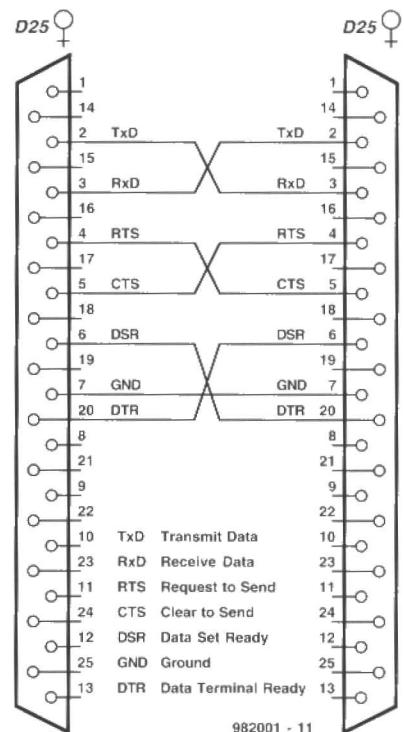 D25 D25
1 1
14 14
2 TxD TxD 2
15 15
3 RxD RxD 3
16 16
4 RTS RTS 4
17 17
5 CTS CTS 5
18 18
6 DSR DSR 6
19 19
7 GND GND 7
20 DTR DTR 20
8 8
21 21
9 9
22 22
10 TxD Transmit Data 10
23 RxD Receive Data 23
11 RTS Request to Send 11
24 CTS Clear to Send 24
12 DSR Data Set Ready 12
25 GND Ground 25
13 DTR Data Terminal Ready 13
982001 - 11